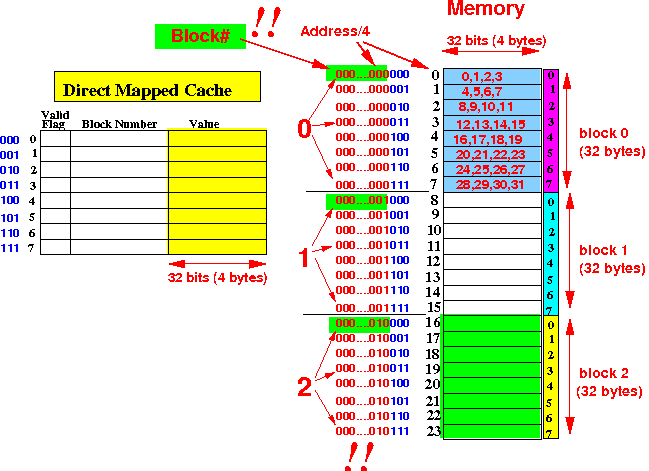 Memory
!!
Block#
Address/4
32 bits (4 bytes)
Direct Mapped Cache
Valid
Flag
Block Number
Value
000 0
001 1
010 2
011 3
100 4
101 5
110 6
111 7
32 bits (4 bytes)
0
000....000000 0 0,1,2,3 0
000....000001 1 4,5,6,7 1
000....000010 2 8,9,10,11 2
000....000011 3 12,13,14,15 3
000....000100 4 16,17,18,19 4
000....000101 5 20,21,22,23 5
000....000110 6 24,25,26,27 6
000....000111 7 28,29,30,31 7
block 0
(32 bytes)
1
000....001000 8 0
000....001001 9 1
000....001010 10 2
000....001011 11 3
000....001100 12 4
000....001101 13 5
000....001110 14 6
000....001111 15 7
block 1
(32 bytes)
2
000....010000 16 0
000....010001 17 1
000....010010 18 2
000....010011 19 3
000....010100 20 4
000....010101 21 5
000....010110 22 6
000....010111 23 7
block 2
(32 bytes)
!!